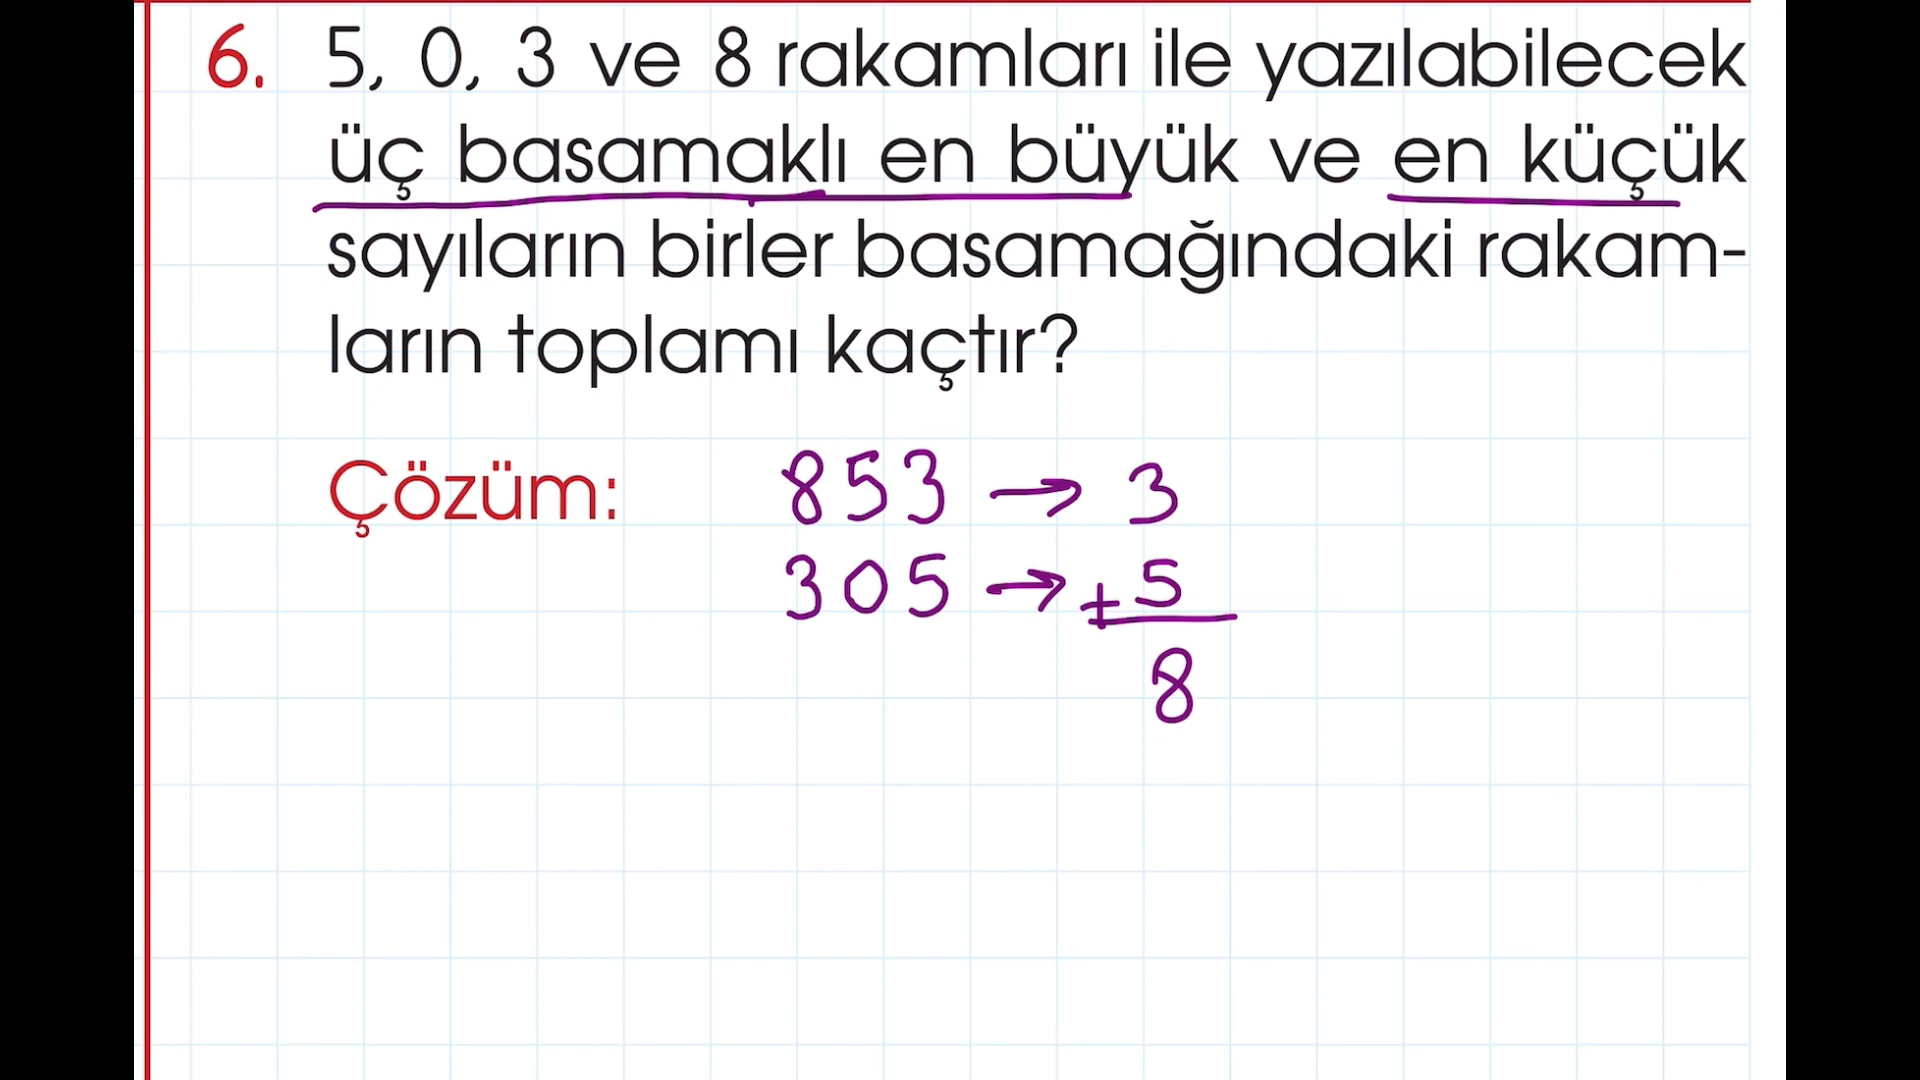 6. 5, 0, 3 ve 8 rakamları ile yazılabilecek
üç basamaklı en büyük ve en küçük
sayıların birler basamağındaki rakam-
ların toplamı kaçtır?
Çözüm: 853 → 3
305 → + 5
8